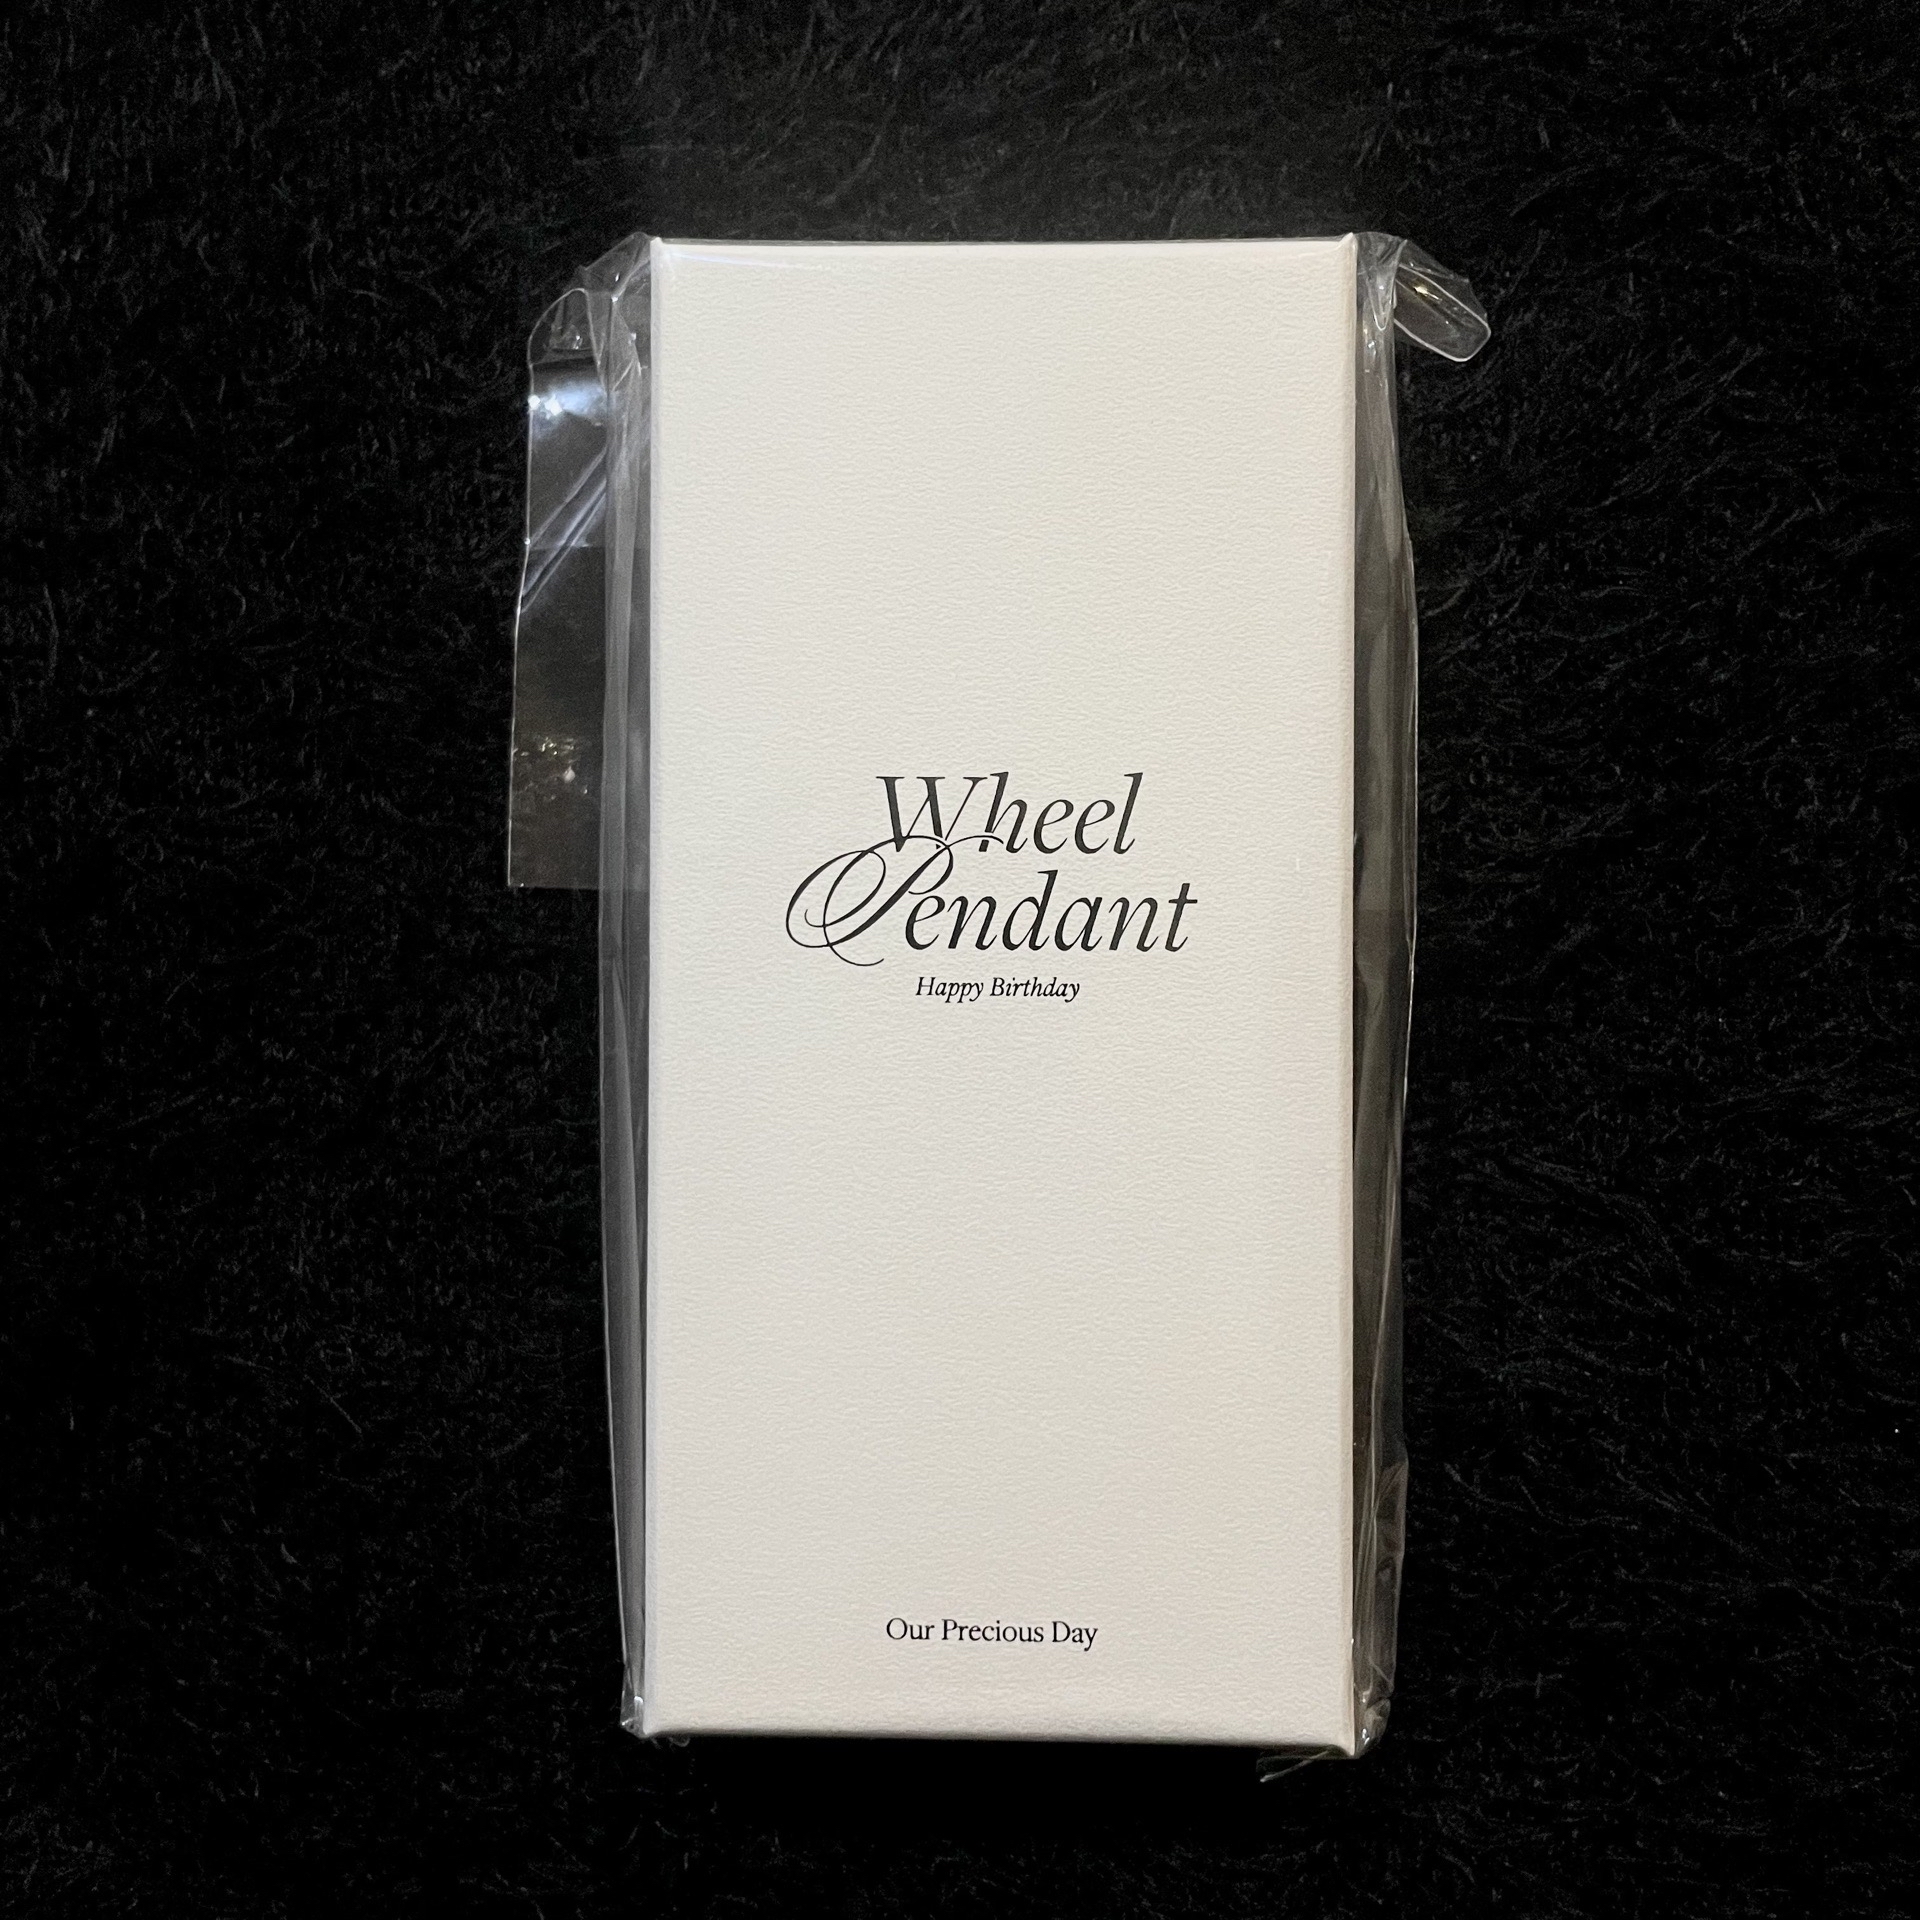 Wheel
Pendant
Happy Birthday
Our Precious Day